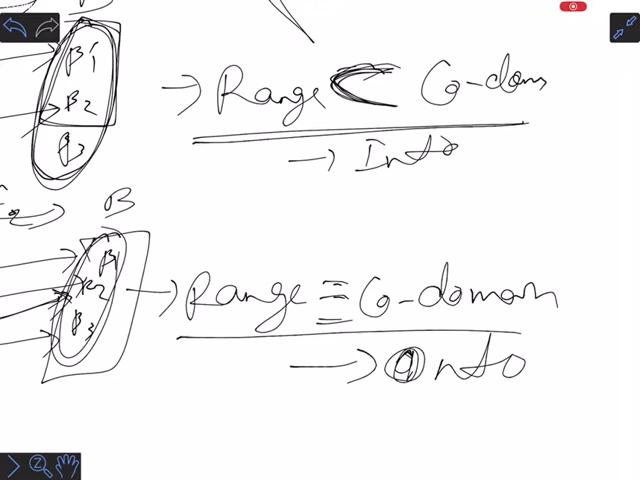 B1
→ Range ⊂ Co-dom
B2
→ Into
B3
B
B1
B2 → Range ≡ Co-domain
B3
→ Onto